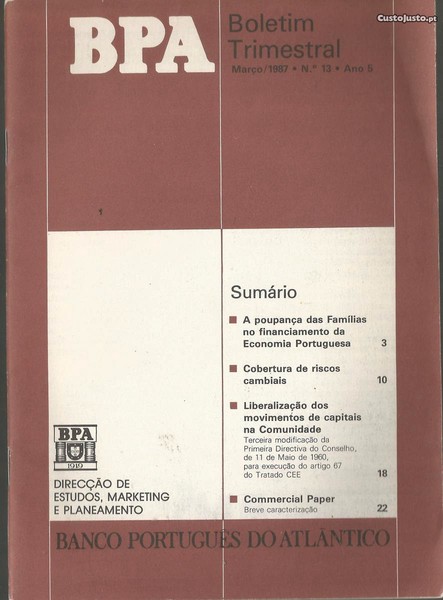 CustoJusto.pt
BPA
Boletim
Trimestral
Março/1987 • N.º 13 • Ano 5
1
Sumário
A poupança das Famílias
no financiamento da
Economia Portuguesa 3
Cobertura de riscos
cambiais 10
Liberalização dos
movimentos de capitais
na Comunidade
Terceira modificação da
Primeira Directiva do Conselho,
de 11 de Maio de 1960,
para execução do artigo 67
do Tratado CEE 18
Commercial Paper
Breve caracterização 22
BPA
1919
DIRECÇÃO DE
ESTUDOS, MARKETING
E PLANEAMENTO
BANCO PORTUGUÊS DO ATLÂNTICO